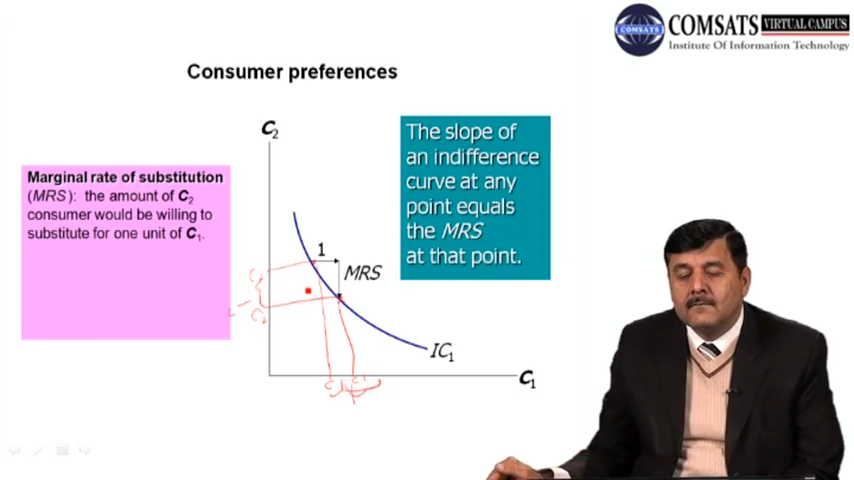 COMSATS
COMSATS VIRTUAL CAMPUS
Institute Of Information Technology
Consumer preferences
C₂
Marginal rate of substitution
(MRS): the amount of C₂
consumer would be willing to
substitute for one unit of C₁.
The slope of
an indifference
curve at any
point equals
the MRS
at that point.
1
MRS
IC₁
C₁